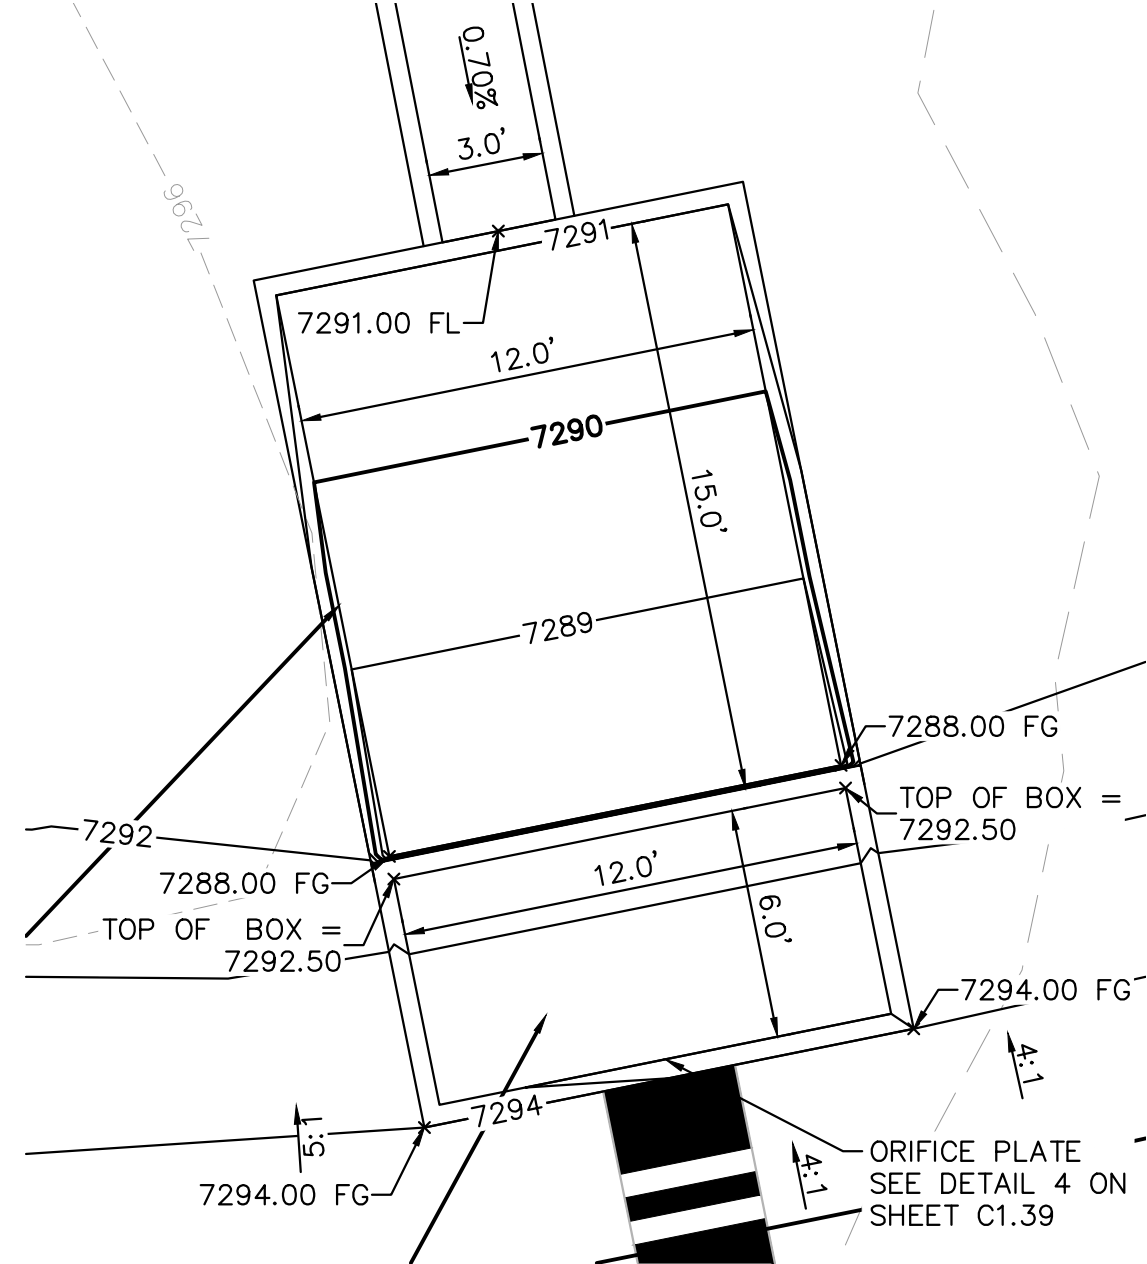 0.70%
3.0'
7296
7291
7291.00 FL
12.0'
7290
15.0'
7289
7288.00 FG
TOP OF BOX =
7292.50
7292
7288.00 FG
12.0'
6.0'
TOP OF BOX =
7292.50
7294.00 FG
4:1
7294
5:1
ORIFICE PLATE
SEE DETAIL 4 ON
SHEET C1.39
4:1
7294.00 FG